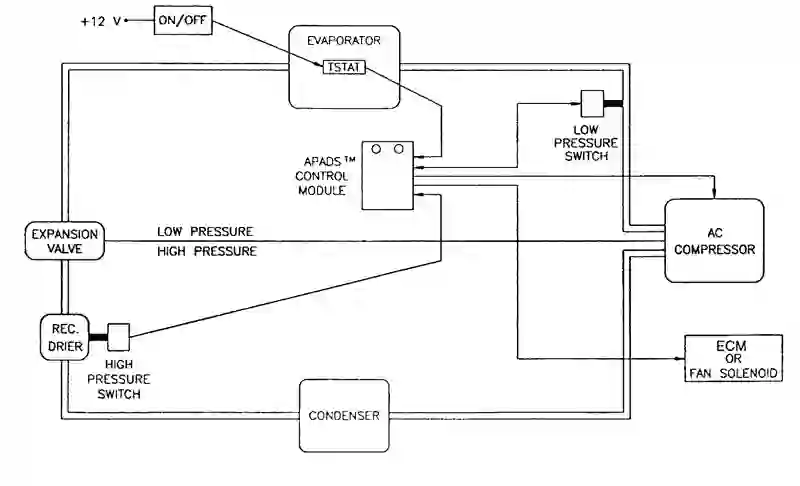 +12 V
ON/OFF
EVAPORATOR
TSTAT
LOW
PRESSURE
SWITCH
APADS™
CONTROL
MODULE
EXPANSION
VALVE
LOW PRESSURE
HIGH PRESSURE
AC
COMPRESSOR
REC.
DRIER
HIGH
PRESSURE
SWITCH
ECM
OR
FAN SOLENOID
CONDENSER